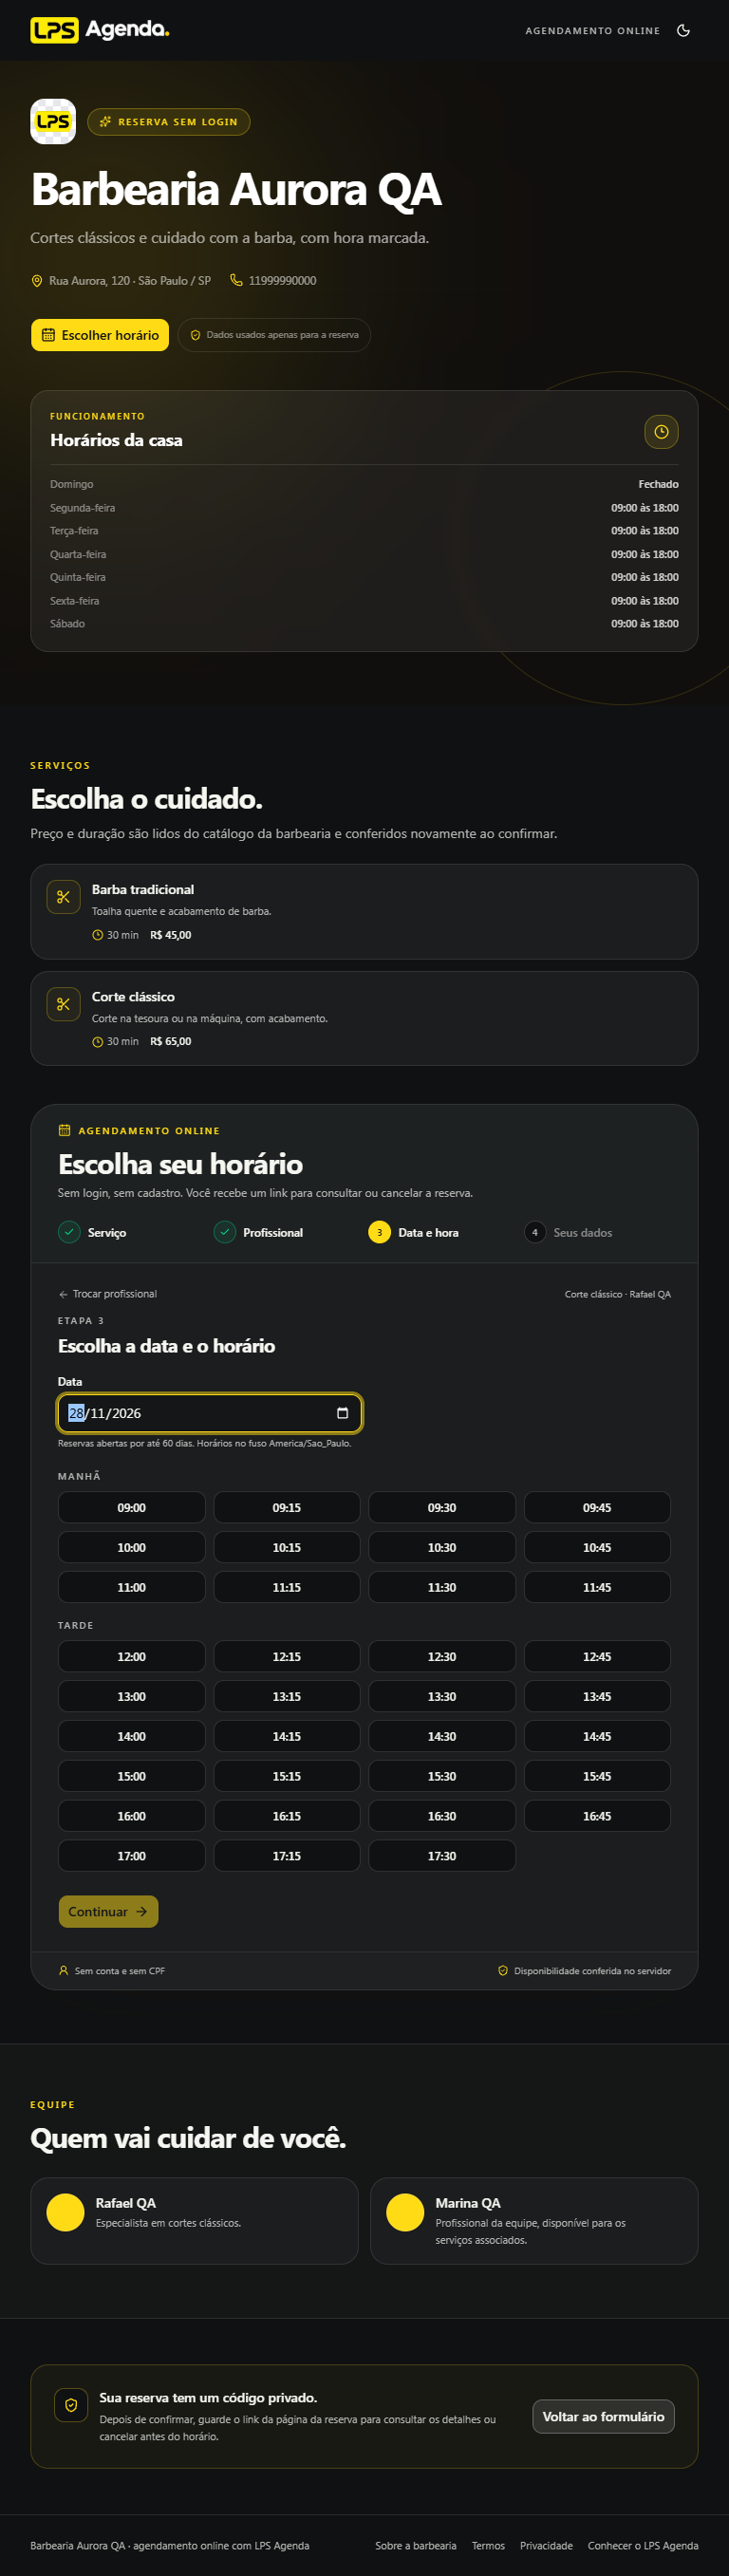 LPS Agenda.
AGENDAMENTO ONLINE
LPS
RESERVA SEM LOGIN
Barbearia Aurora QA
Cortes clássicos e cuidado com a barba, com hora marcada.
Rua Aurora, 120 · São Paulo / SP
11999990000
Escolher horário
Dados usados apenas para a reserva
FUNCIONAMENTO
Horários da casa
Domingo Fechado
Segunda-feira 09:00 às 18:00
Terça-feira 09:00 às 18:00
Quarta-feira 09:00 às 18:00
Quinta-feira 09:00 às 18:00
Sexta-feira 09:00 às 18:00
Sábado 09:00 às 18:00
SERVIÇOS
Escolha o cuidado.
Preço e duração são lidos do catálogo da barbearia e conferidos novamente ao confirmar.
Barba tradicional
Toalha quente e acabamento de barba.
30 min R$ 45,00
Corte clássico
Corte na tesoura ou na máquina, com acabamento.
30 min R$ 65,00
AGENDAMENTO ONLINE
Escolha seu horário
Sem login, sem cadastro. Você recebe um link para consultar ou cancelar a reserva.
Serviço
Profissional
3 Data e hora
4 Seus dados
Trocar profissional
Corte clássico · Rafael QA
ETAPA 3
Escolha a data e o horário
Data
28/11/2026
Reservas abertas por até 60 dias. Horários no fuso America/Sao_Paulo.
MANHÃ
09:00 09:15 09:30 09:45
10:00 10:15 10:30 10:45
11:00 11:15 11:30 11:45
TARDE
12:00 12:15 12:30 12:45
13:00 13:15 13:30 13:45
14:00 14:15 14:30 14:45
15:00 15:15 15:30 15:45
16:00 16:15 16:30 16:45
17:00 17:15 17:30
Continuar
Sem conta e sem CPF
Disponibilidade conferida no servidor
EQUIPE
Quem vai cuidar de você.
Rafael QA
Especialista em cortes clássicos.
Marina QA
Profissional da equipe, disponível para os
serviços associados.
Sua reserva tem um código privado.
Depois de confirmar, guarde o link da página da reserva para consultar os detalhes ou
cancelar antes do horário.
Voltar ao formulário
Barbearia Aurora QA · agendamento online com LPS Agenda
Sobre a barbearia Termos Privacidade Conhecer o LPS Agenda